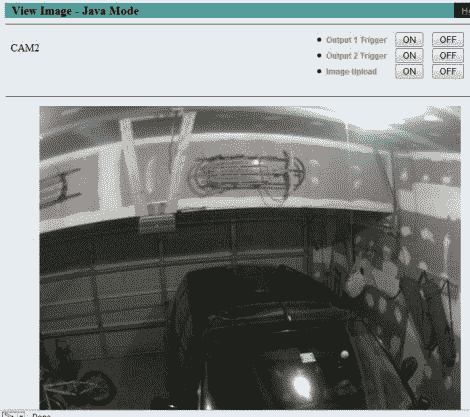 View Image - Java Mode
CAM2
Output 1 Trigger ON OFF
Output 2 Trigger ON OFF
Image Upload ON OFF
Done